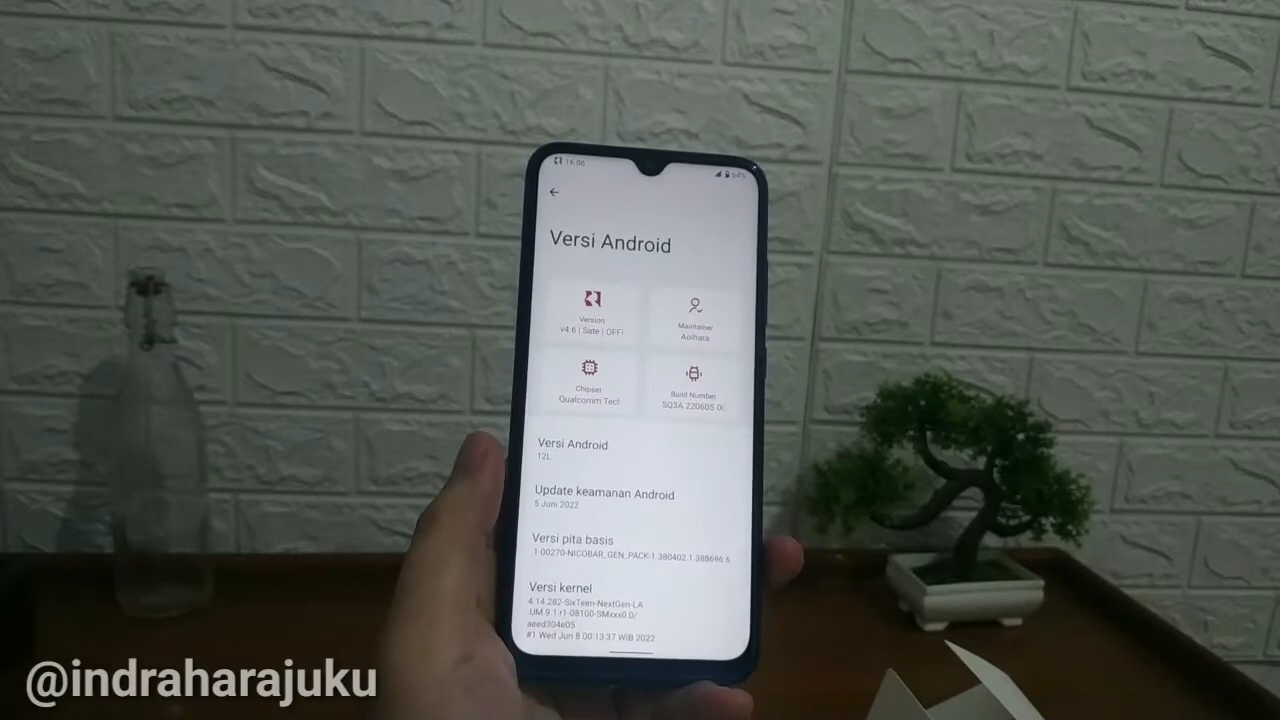 16.06
64%
Versi Android
Version
v4.6 | Sate | OFFI
Maintainer
Aoihara
Chipset
Qualcomm Tecl
Build Number
SQ3A.220605.00
Versi Android
12L
Update keamanan Android
5 Juni 2022
Versi pita basis
.1-00270-NICOBAR_GEN_PACK-1.380402.1.388696.6
Versi kernel
4.14.282-SixTeen-NextGen-LA
.UM.9.1.r1-08100-SMxxx0.0/
aeed304e05
#1 Wed Jun 8 00:13:37 WIB 2022
@indraharajuku